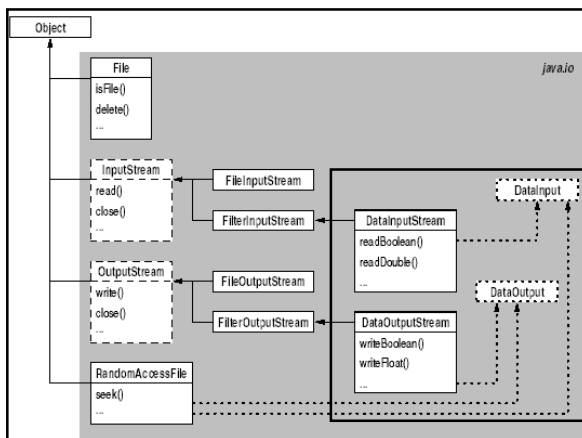 Object
java.io
File
isFile()
delete()
...
InputStream
read()
close()
...
FileInputStream
FilterInputStream
DataInputStream
readBoolean()
readDouble()
...
DataInput
OutputStream
write()
close()
...
FileOutputStream
FilterOutputStream
DataOutputStream
writeBoolean()
writeFloat()
...
DataOutput
RandomAccessFile
seek()
...